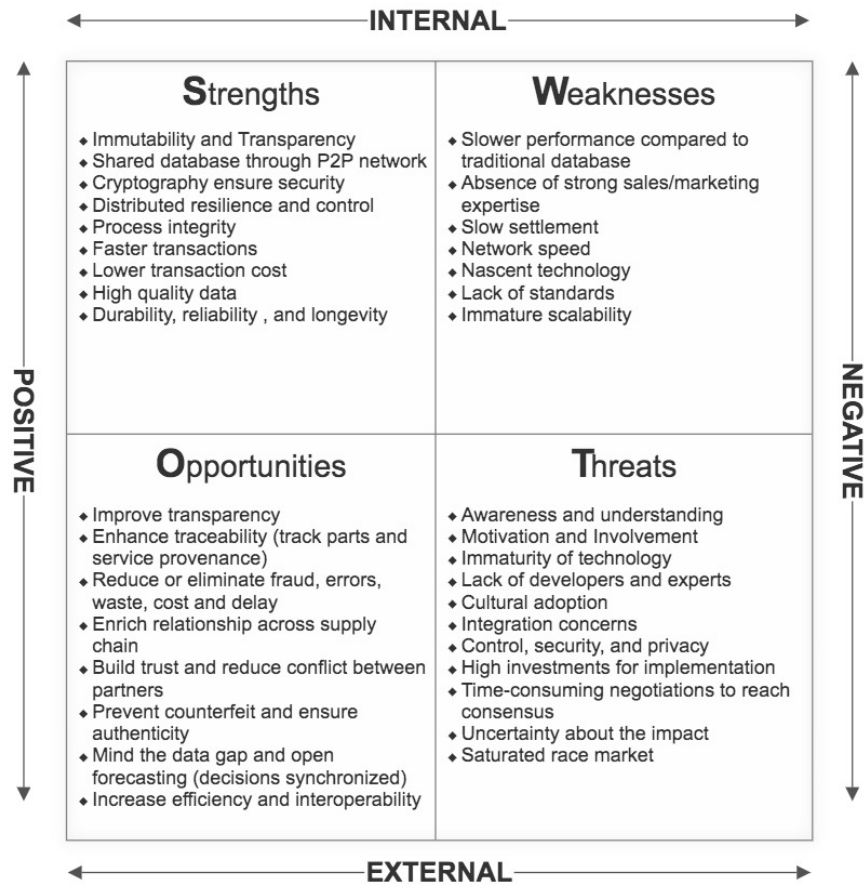 INTERNAL
POSITIVE
Strengths
◆ Immutability and Transparency
◆ Shared database through P2P network
◆ Cryptography ensure security
◆ Distributed resilience and control
◆ Process integrity
◆ Faster transactions
◆ Lower transaction cost
◆ High quality data
◆ Durability, reliability , and longevity
Weaknesses
◆ Slower performance compared to
traditional database
◆ Absence of strong sales/marketing
expertise
◆ Slow settlement
◆ Network speed
◆ Nascent technology
◆ Lack of standards
◆ Immature scalability
NEGATIVE
Opportunities
◆ Improve transparency
◆ Enhance traceability (track parts and
service provenance)
◆ Reduce or eliminate fraud, errors,
waste, cost and delay
◆ Enrich relationship across supply
chain
◆ Build trust and reduce conflict between
partners
◆ Prevent counterfeit and ensure
authenticity
◆ Mind the data gap and open
forecasting (decisions synchronized)
◆ Increase efficiency and interoperability
Threats
◆ Awareness and understanding
◆ Motivation and Involvement
◆ Immaturity of technology
◆ Lack of developers and experts
◆ Cultural adoption
◆ Integration concerns
◆ Control, security, and privacy
◆ High investments for implementation
◆ Time-consuming negotiations to reach
consensus
◆ Uncertainty about the impact
◆ Saturated race market
EXTERNAL